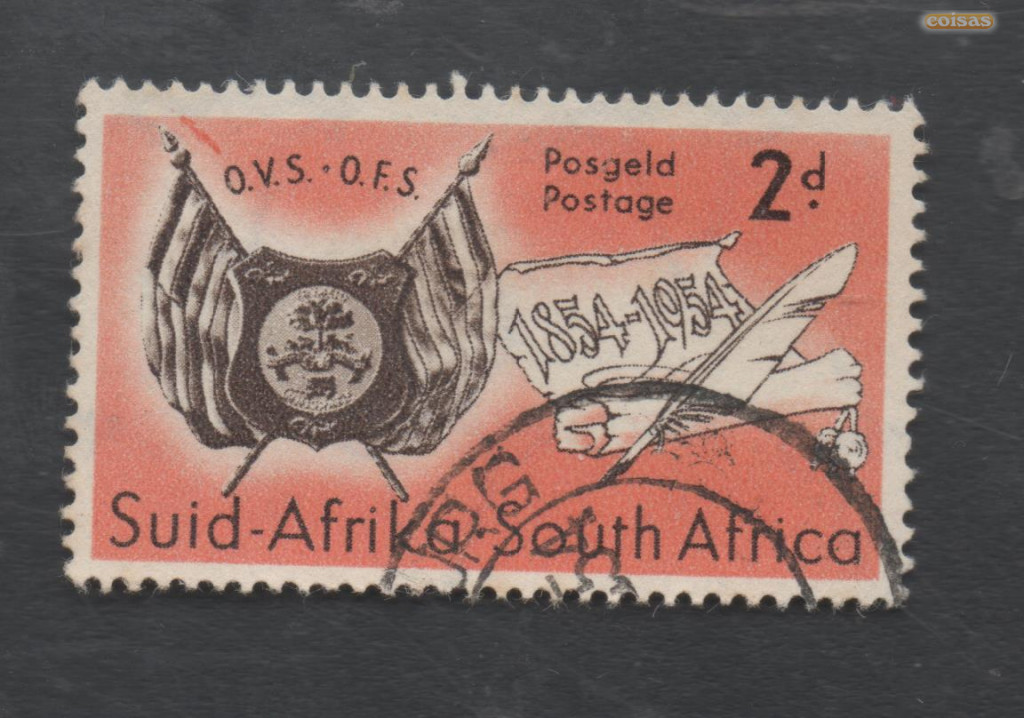 coisas
O.V.S. · O.F.S.
Posgeld
Postage
2d.
1854-1954
Suid-Afrika·South Africa